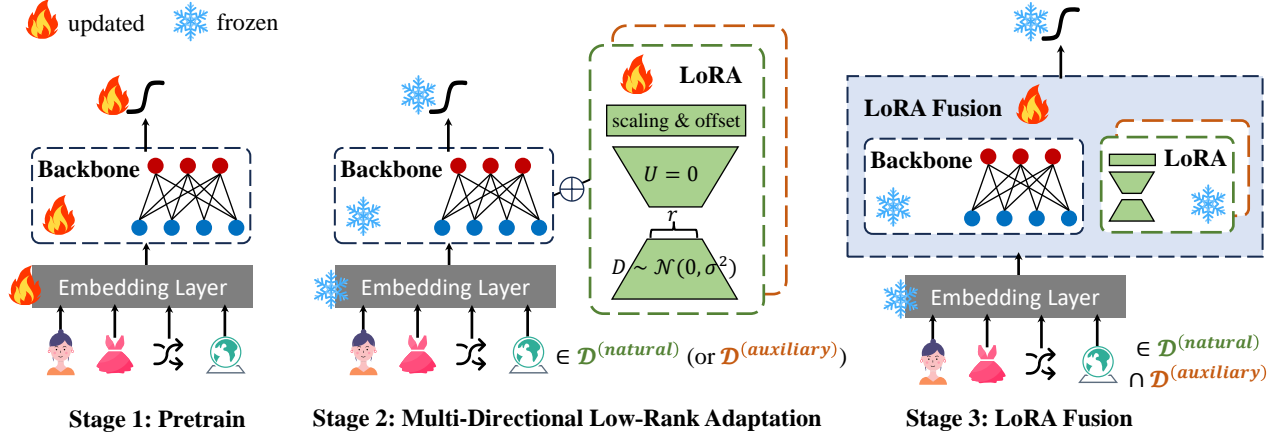 updated frozen
Backbone
Embedding Layer
Stage 1: Pretrain
Backbone
Embedding Layer
LoRA
scaling & offset
U = 0
r
D ~ 𝒩(0, σ²)
∈ 𝓓^(natural) (or 𝓓^(auxiliary))
Stage 2: Multi-Directional Low-Rank Adaptation
LoRA Fusion
Backbone
LoRA
Embedding Layer
∈ 𝓓^(natural)
∩ 𝓓^(auxiliary)
Stage 3: LoRA Fusion